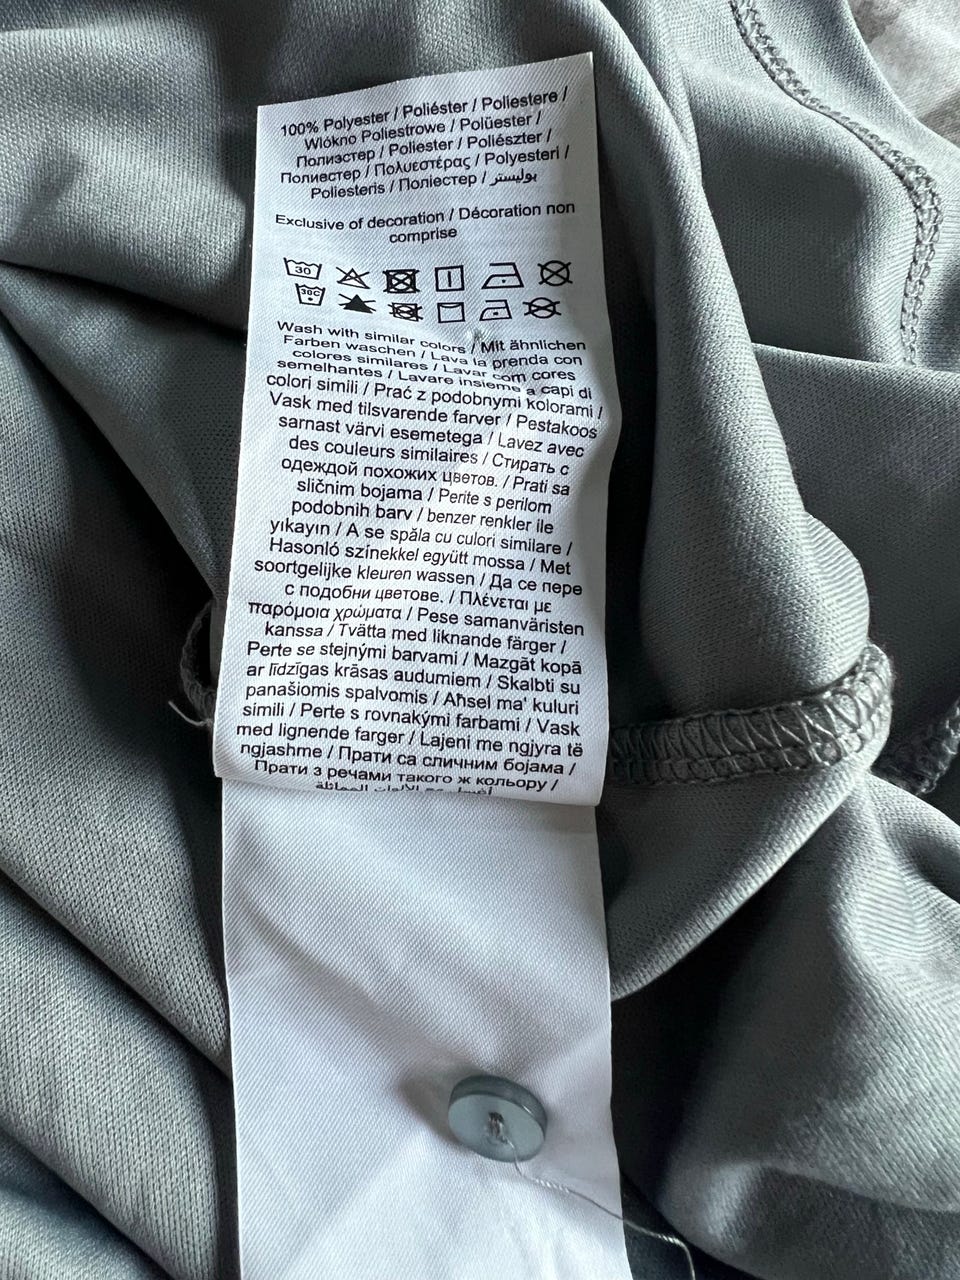 100% Polyester / Poliéster / Poliestere /
Wlókno Poliestrowe / Polüester /
Полиэстер / Poliester / Poliészter /
Полиестер / Πολυεστέρας / Polyesteri /
Poliesteris / Поліестер / بوليستر
Exclusive of decoration / Décoration non
comprise
30
30C
Wash with similar colors / Mit ähnlichen
Farben waschen / Lava la prenda con
colores similares / Lavar com cores
semelhantes / Lavare insieme a capi di
colori simili / Prać z podobnymi kolorami /
Vask med tilsvarende farver / Pestakoos
sarnast värvi esemetega / Lavez avec
des couleurs similaires / Стирать с
одеждой похожих цветов. / Prati sa
sličnim bojama / Perite s perilom
podobnih barv / benzer renkler ile
yıkayın / A se spăla cu culori similare /
Hasonló színekkel együtt mossa / Met
soortgelijke kleuren wassen / Да се пере
с подобни цветове. / Πλένεται με
παρόμοια χρώματα / Pese samanväristen
kanssa / Tvätta med liknande färger /
Perte se stejnými barvami / Mazgāt kopā
ar līdzīgas krāsas audumiem / Skalbti su
panašiomis spalvomis / Aħsel ma' kuluri
simili / Perte s rovnakými farbami / Vask
med lignende farger / Lajeni me ngjyra të
ngjashme / Прати са сличним бојама /
Прати з речами такого ж кольору /